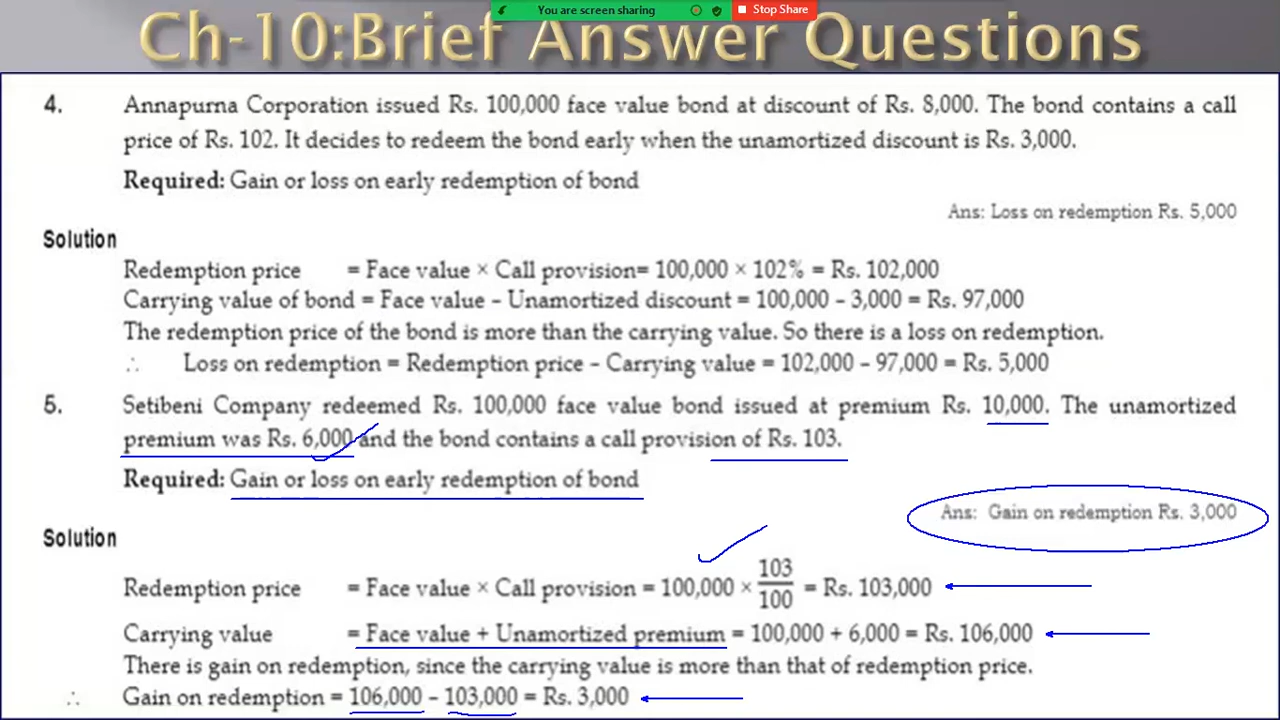 You are screen sharing
Stop Share
Ch-10:Brief Answer Questions
4. Annapurna Corporation issued Rs. 100,000 face value bond at discount of Rs. 8,000. The bond contains a call
price of Rs. 102. It decides to redeem the bond early when the unamortized discount is Rs. 3,000.
Required: Gain or loss on early redemption of bond
Ans: Loss on redemption Rs. 5,000
Solution
Redemption price = Face value × Call provision= 100,000 × 102% = Rs. 102,000
Carrying value of bond = Face value – Unamortized discount = 100,000 – 3,000 = Rs. 97,000
The redemption price of the bond is more than the carrying value. So there is a loss on redemption.
∴ Loss on redemption = Redemption price – Carrying value = 102,000 – 97,000 = Rs. 5,000
5. Setibeni Company redeemed Rs. 100,000 face value bond issued at premium Rs. 10,000. The unamortized
premium was Rs. 6,000 and the bond contains a call provision of Rs. 103.
Required: Gain or loss on early redemption of bond
Ans: Gain on redemption Rs. 3,000
Solution
Redemption price = Face value × Call provision = 100,000 × 103/100 = Rs. 103,000
Carrying value = Face value + Unamortized premium = 100,000 + 6,000 = Rs. 106,000
There is gain on redemption, since the carrying value is more than that of redemption price.
∴ Gain on redemption = 106,000 – 103,000 = Rs. 3,000